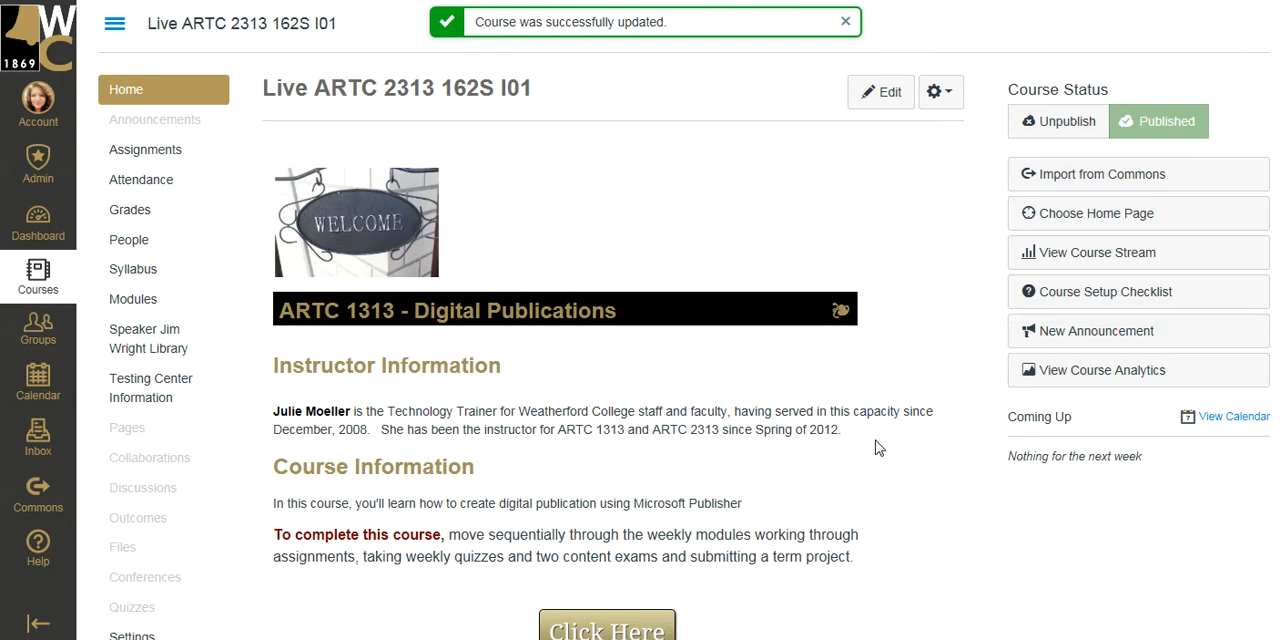 WC
1869
Account
Admin
Dashboard
Courses
Groups
Calendar
Inbox
Commons
Help
Live ARTC 2313 162S I01
Course was successfully updated.
Home
Announcements
Assignments
Attendance
Grades
People
Syllabus
Modules
Speaker Jim
Wright Library
Testing Center
Information
Pages
Collaborations
Discussions
Outcomes
Files
Conferences
Quizzes
Settings
Live ARTC 2313 162S I01
Edit
WELCOME
ARTC 1313 - Digital Publications
Instructor Information
Julie Moeller is the Technology Trainer for Weatherford College staff and faculty, having served in this capacity since
December, 2008. She has been the instructor for ARTC 1313 and ARTC 2313 since Spring of 2012.
Course Information
In this course, you'll learn how to create digital publication using Microsoft Publisher
To complete this course, move sequentially through the weekly modules working through
assignments, taking weekly quizzes and two content exams and submitting a term project.
Click Here
Course Status
Unpublish Published
Import from Commons
Choose Home Page
View Course Stream
Course Setup Checklist
New Announcement
View Course Analytics
Coming Up 7 View Calendar
Nothing for the next week